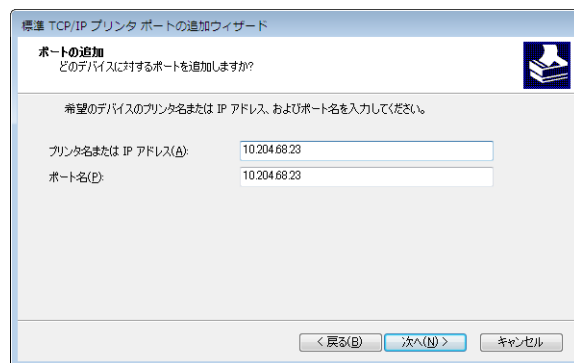 標準 TCP/IP プリンタ ポートの追加ウィザード
ポートの追加
どのデバイスに対するポートを追加しますか?
希望のデバイスのプリンタ名または IP アドレス、およびポート名を入力してください。
プリンタ名または IP アドレス(A): 10.204.68.23
ポート名(P): 10.204.68.23
< 戻る(B) 次へ(N) > キャンセル